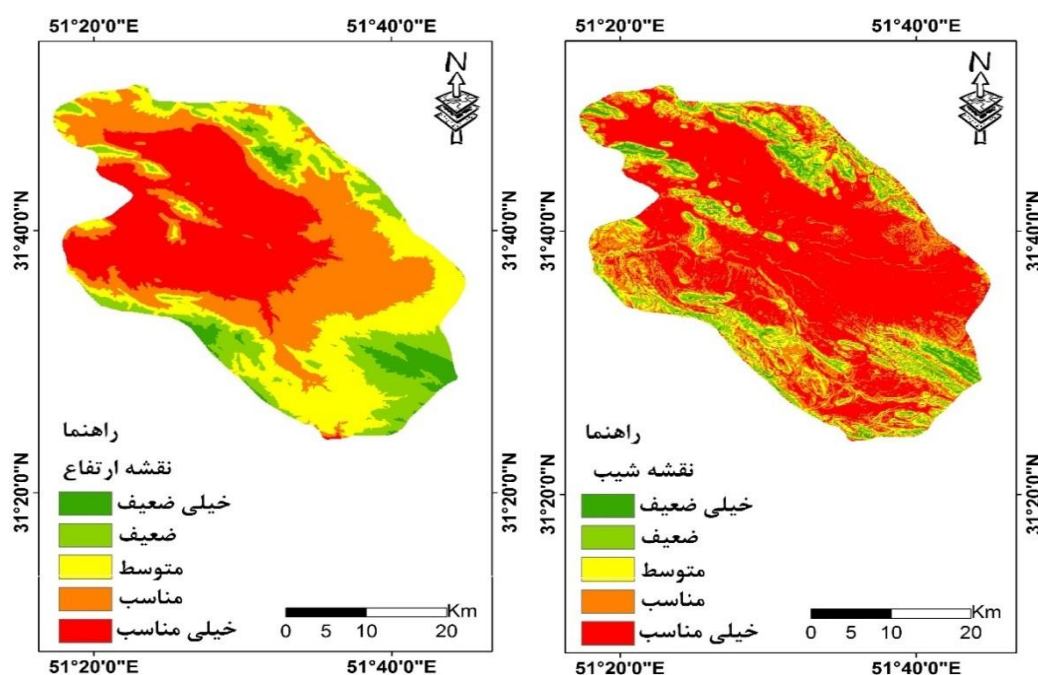 51°20'0"E 51°40'0"E
N
31°40'0"N
31°20'0"N
راهنما
نقشه ارتفاع
خیلی ضعیف
ضعیف
متوسط
مناسب
خیلی مناسب
Km
0 5 10 20
51°20'0"E 51°40'0"E
51°20'0"E 51°40'0"E
N
31°40'0"N 31°40'0"N
31°20'0"N 31°20'0"N
راهنما
نقشه شیب
خیلی ضعیف
ضعیف
متوسط
مناسب
خیلی مناسب
Km
0 5 10 20
51°20'0"E 51°40'0"E